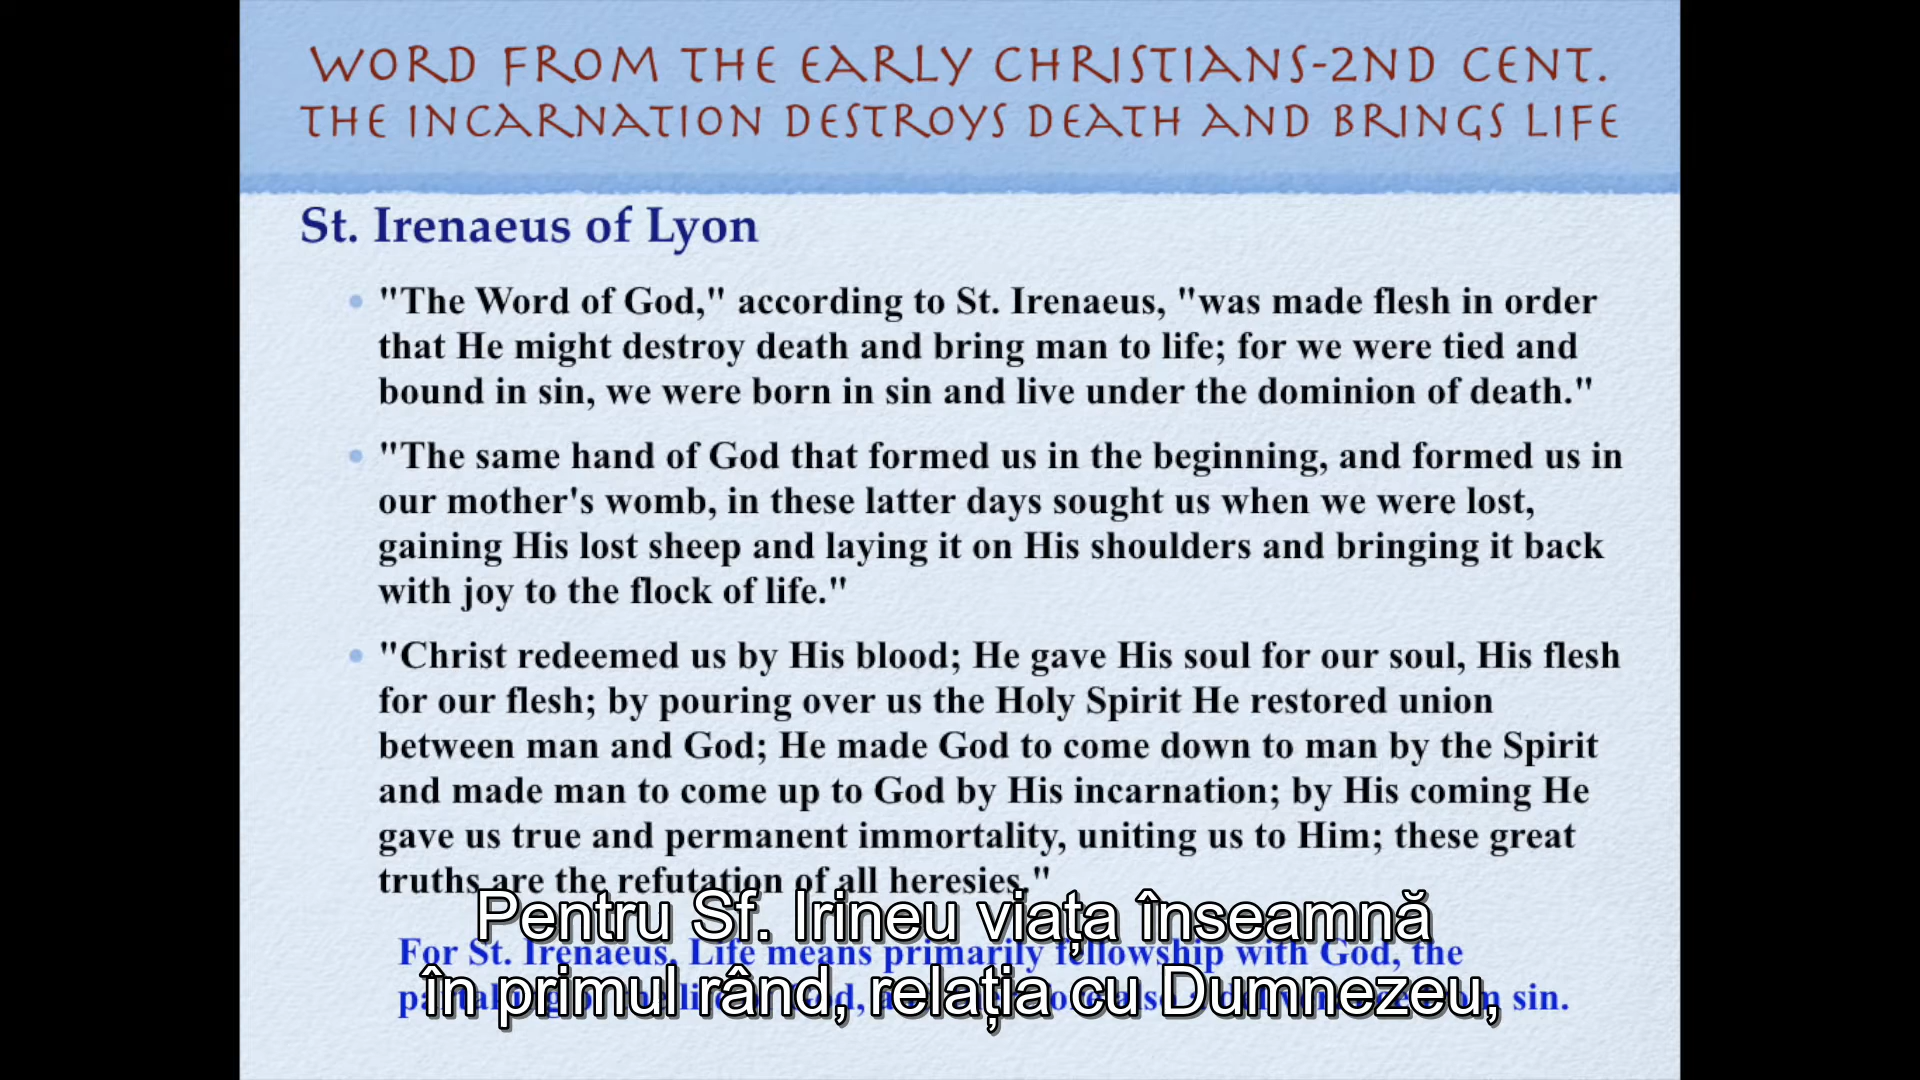 WORD FROM THE EARLY CHRISTIANS-2ND CENT.
THE INCARNATION DESTROYS DEATH AND BRINGS LIFE
St. Irenaeus of Lyon
• "The Word of God," according to St. Irenaeus, "was made flesh in order
that He might destroy death and bring man to life; for we were tied and
bound in sin, we were born in sin and live under the dominion of death."
• "The same hand of God that formed us in the beginning, and formed us in
our mother's womb, in these latter days sought us when we were lost,
gaining His lost sheep and laying it on His shoulders and bringing it back
with joy to the flock of life."
• "Christ redeemed us by His blood; He gave His soul for our soul, His flesh
for our flesh; by pouring over us the Holy Spirit He restored union
between man and God; He made God to come down to man by the Spirit
and made man to come up to God by His incarnation; by His coming He
gave us true and permanent immortality, uniting us to Him; these great
truths are the refutation of all heresies."
Pentru Sf. Irineu viața înseamnă
For St. Irenaeus, Life means primarily fellowship with God, the
în primul rând, relația cu Dumnezeu,
sin.